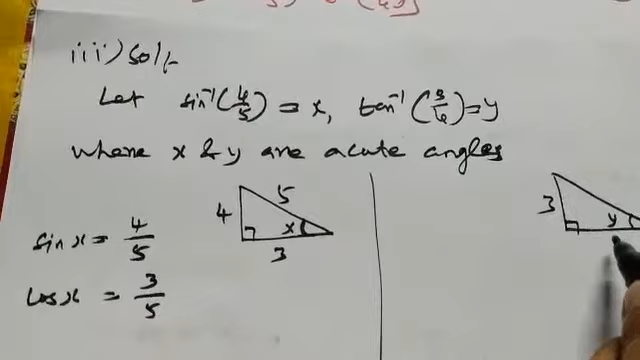 iii) Sol:-
Let sin⁻¹(4/5) = x, tan⁻¹(3/4) = y
where x & y are acute angles
4 5 x 3
3 y
sin x = 4/5
cos x = 3/5